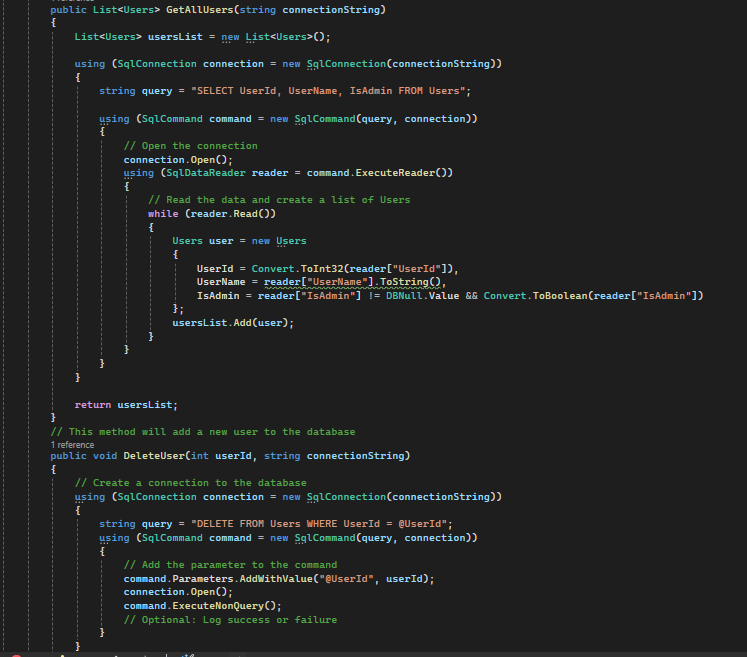 public List<Users> GetAllUsers(string connectionString)
{
List<Users> usersList = new List<Users>();
using (SqlConnection connection = new SqlConnection(connectionString))
{
string query = "SELECT UserId, UserName, IsAdmin FROM Users";
using (SqlCommand command = new SqlCommand(query, connection))
{
// Open the connection
connection.Open();
using (SqlDataReader reader = command.ExecuteReader())
{
// Read the data and create a list of Users
while (reader.Read())
{
Users user = new Users
{
UserId = Convert.ToInt32(reader["UserId"]),
UserName = reader["UserName"].ToString(),
IsAdmin = reader["IsAdmin"] != DBNull.Value && Convert.ToBoolean(reader["IsAdmin"])
};
usersList.Add(user);
}
}
}
}
return usersList;
}
// This method will add a new user to the database
1 reference
public void DeleteUser(int userId, string connectionString)
{
// Create a connection to the database
using (SqlConnection connection = new SqlConnection(connectionString))
{
string query = "DELETE FROM Users WHERE UserId = @UserId";
using (SqlCommand command = new SqlCommand(query, connection))
{
// Add the parameter to the command
command.Parameters.AddWithValue("@UserId", userId);
connection.Open();
command.ExecuteNonQuery();
// Optional: Log success or failure
}
}